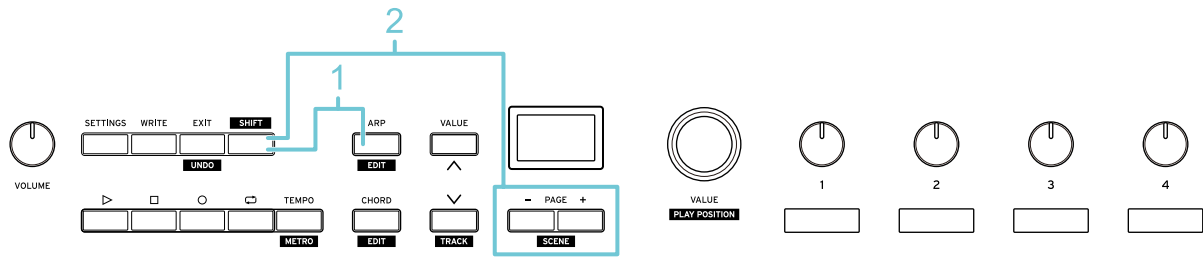 2
1
SETTINGS WRITE EXIT SHIFT ARP VALUE
UNDO EDIT
VOLUME VALUE 1 2 3 4
TEMPO CHORD - PAGE +
PLAY POSITION
METRO EDIT TRACK SCENE